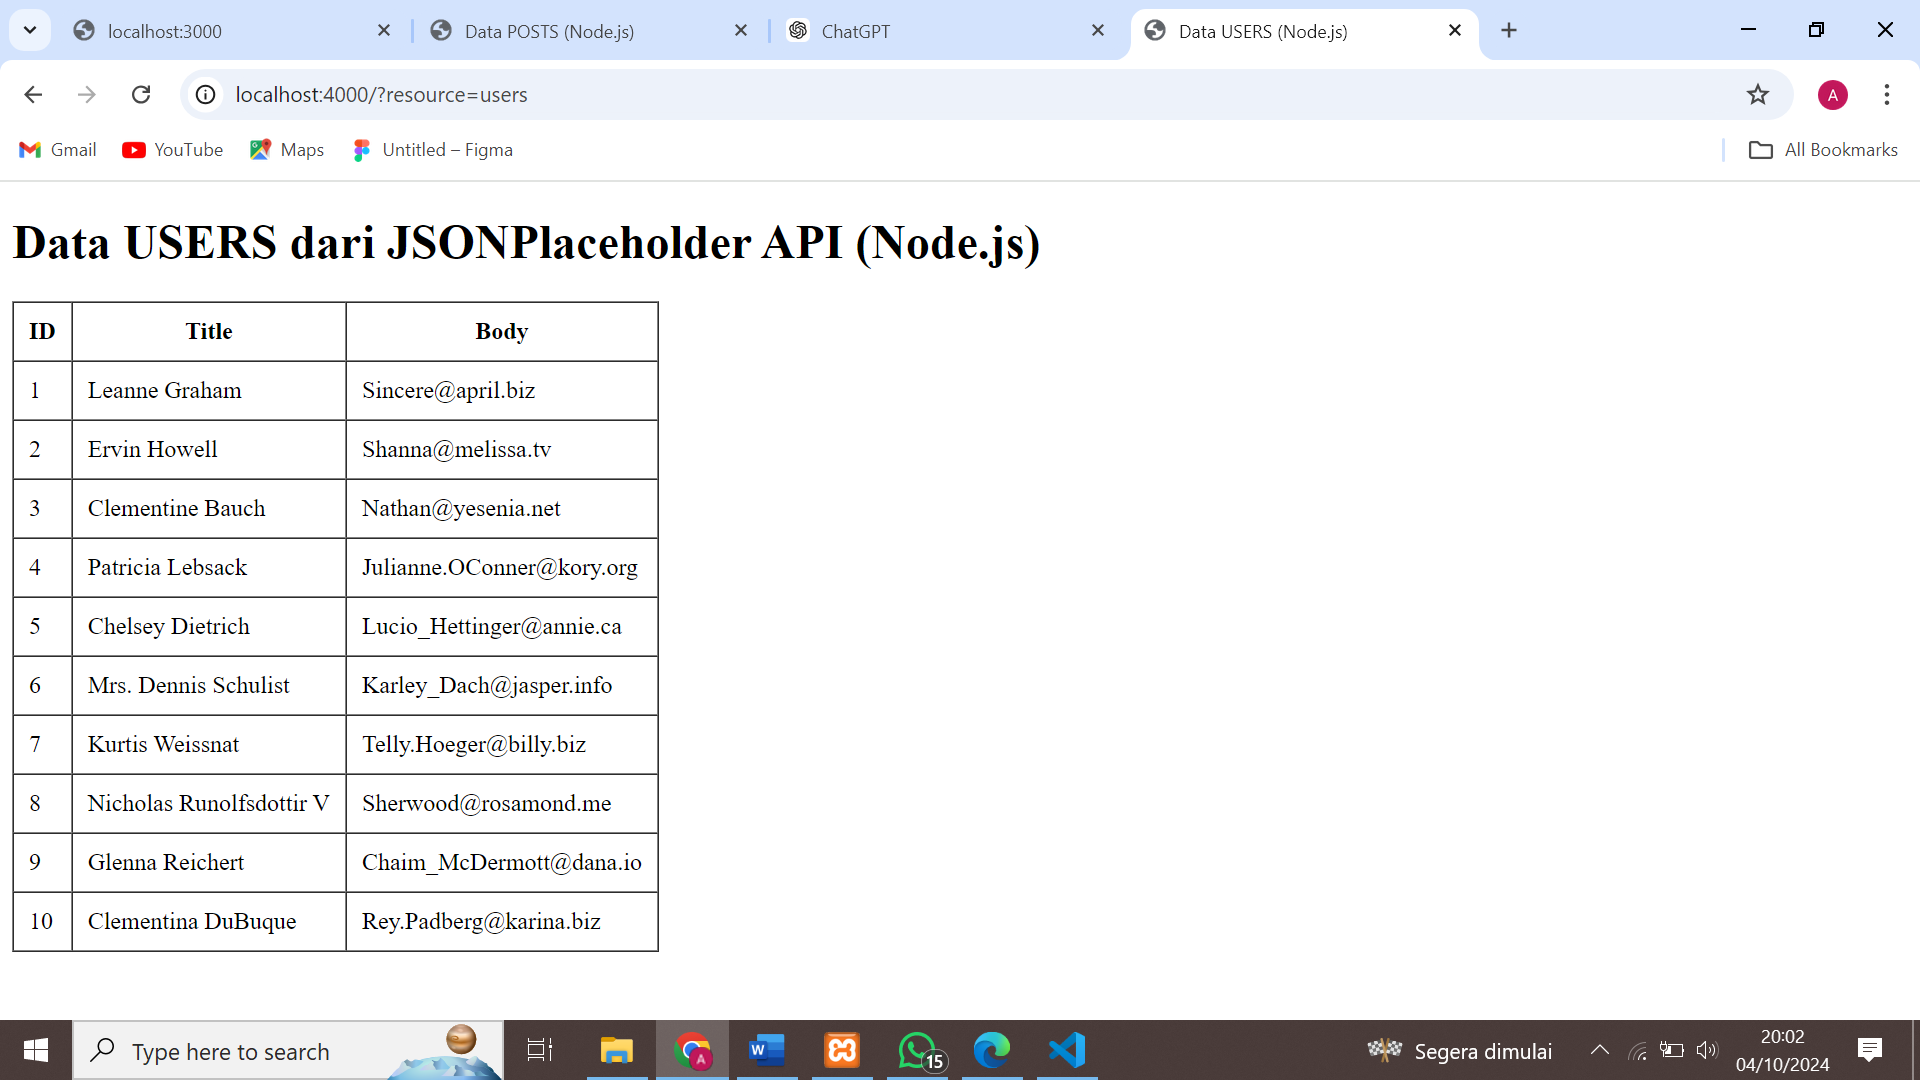 localhost:3000
Data POSTS (Node.js)
ChatGPT
Data USERS (Node.js)
localhost:4000/?resource=users
A
Gmail
YouTube
Maps
Untitled – Figma
All Bookmarks
Data USERS dari JSONPlaceholder API (Node.js)
ID Title Body
1 Leanne Graham Sincere@april.biz
2 Ervin Howell Shanna@melissa.tv
3 Clementine Bauch Nathan@yesenia.net
4 Patricia Lebsack Julianne.OConner@kory.org
5 Chelsey Dietrich Lucio_Hettinger@annie.ca
6 Mrs. Dennis Schulist Karley_Dach@jasper.info
7 Kurtis Weissnat Telly.Hoeger@billy.biz
8 Nicholas Runolfsdottir V Sherwood@rosamond.me
9 Glenna Reichert Chaim_McDermott@dana.io
10 Clementina DuBuque Rey.Padberg@karina.biz
Type here to search
A
W
15
Segera dimulai
20:02
04/10/2024